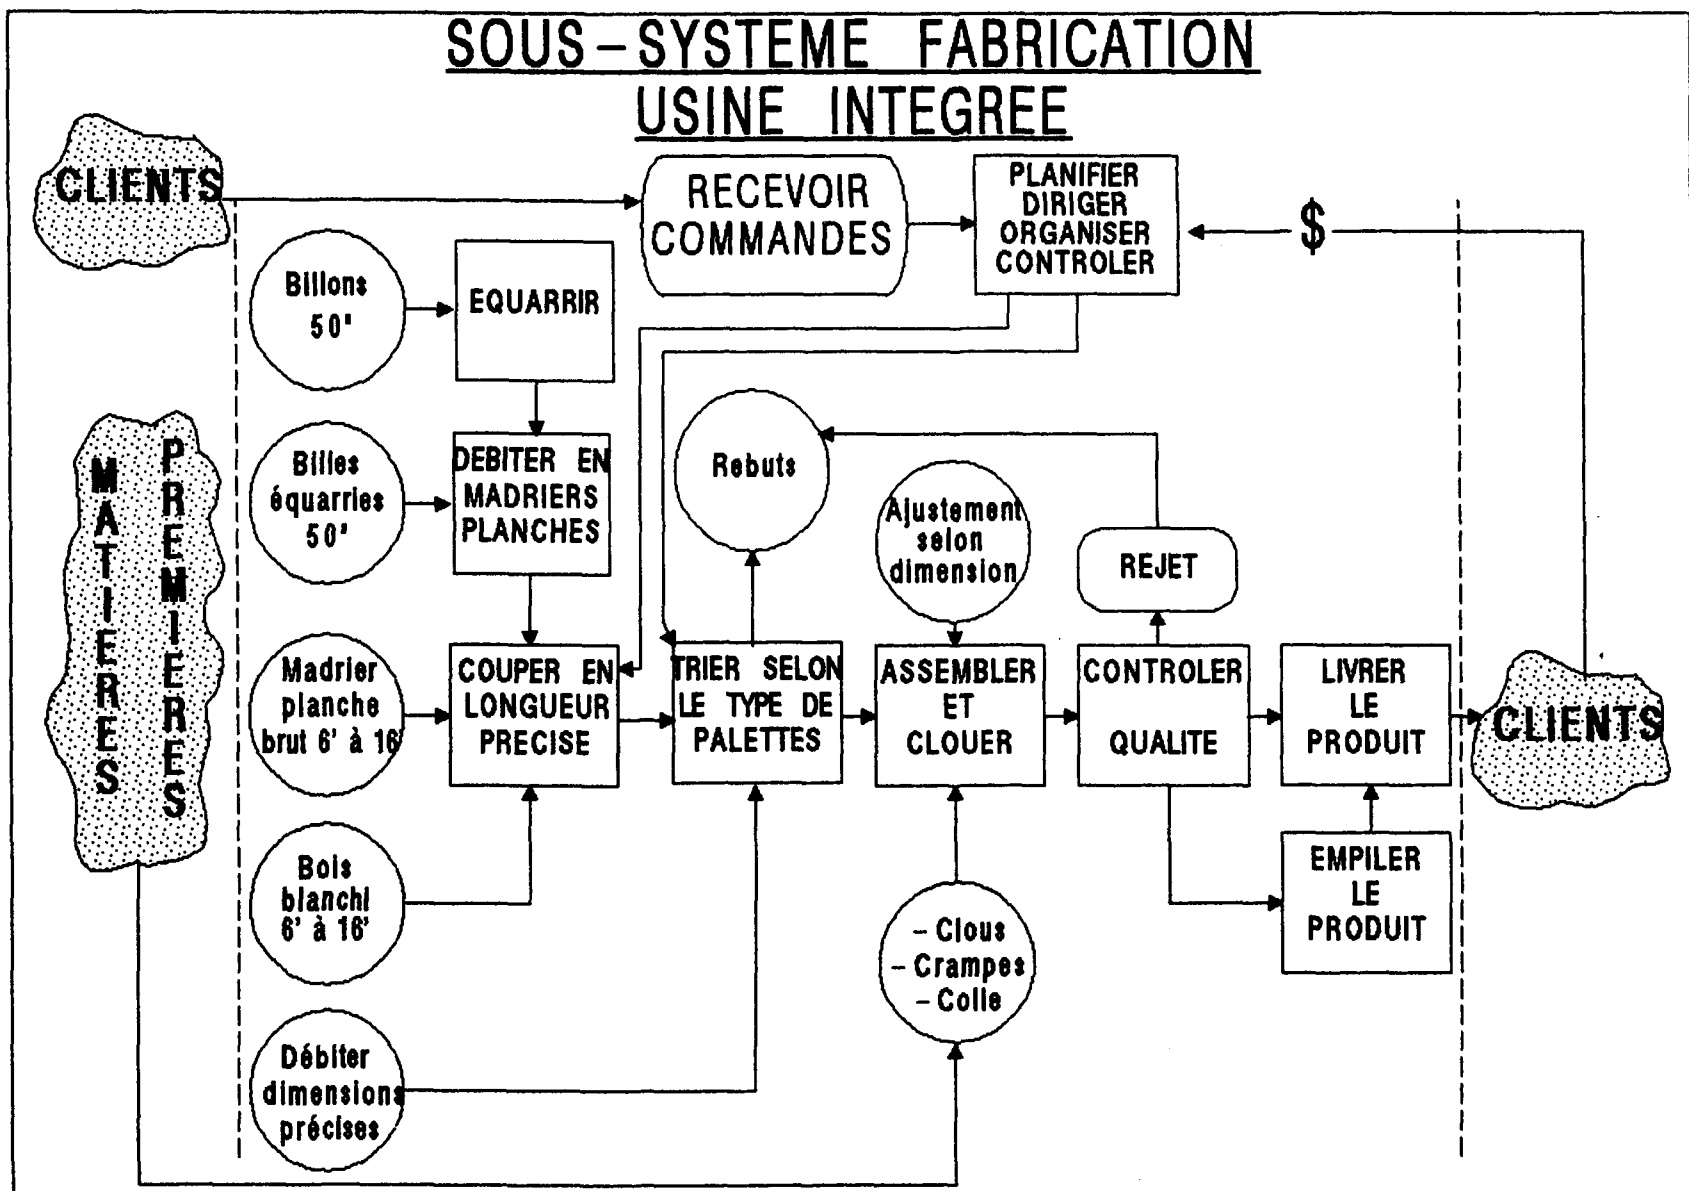 SOUS-SYSTEME FABRICATION
USINE INTEGREE
CLIENTS
RECEVOIR
COMMANDES
PLANIFIER
DIRIGER
ORGANISER
CONTROLER
$
Billons
50"
EQUARRIR
MATIERES
PREMIERES
Billes
équarries
50"
DEBITER EN
MADRIERS
PLANCHES
Rebuts
Ajustement
selon
dimension
REJET
Madrier
planche
brut 6' à 16'
COUPER EN
LONGUEUR
PRECISE
TRIER SELON
LE TYPE DE
PALETTES
ASSEMBLER
ET
CLOUER
CONTROLER
QUALITE
LIVRER
LE
PRODUIT
CLIENTS
Bois
blanchi
6' à 16'
- Clous
- Crampes
- Colle
EMPILER
LE
PRODUIT
Débiter
dimensions
précises